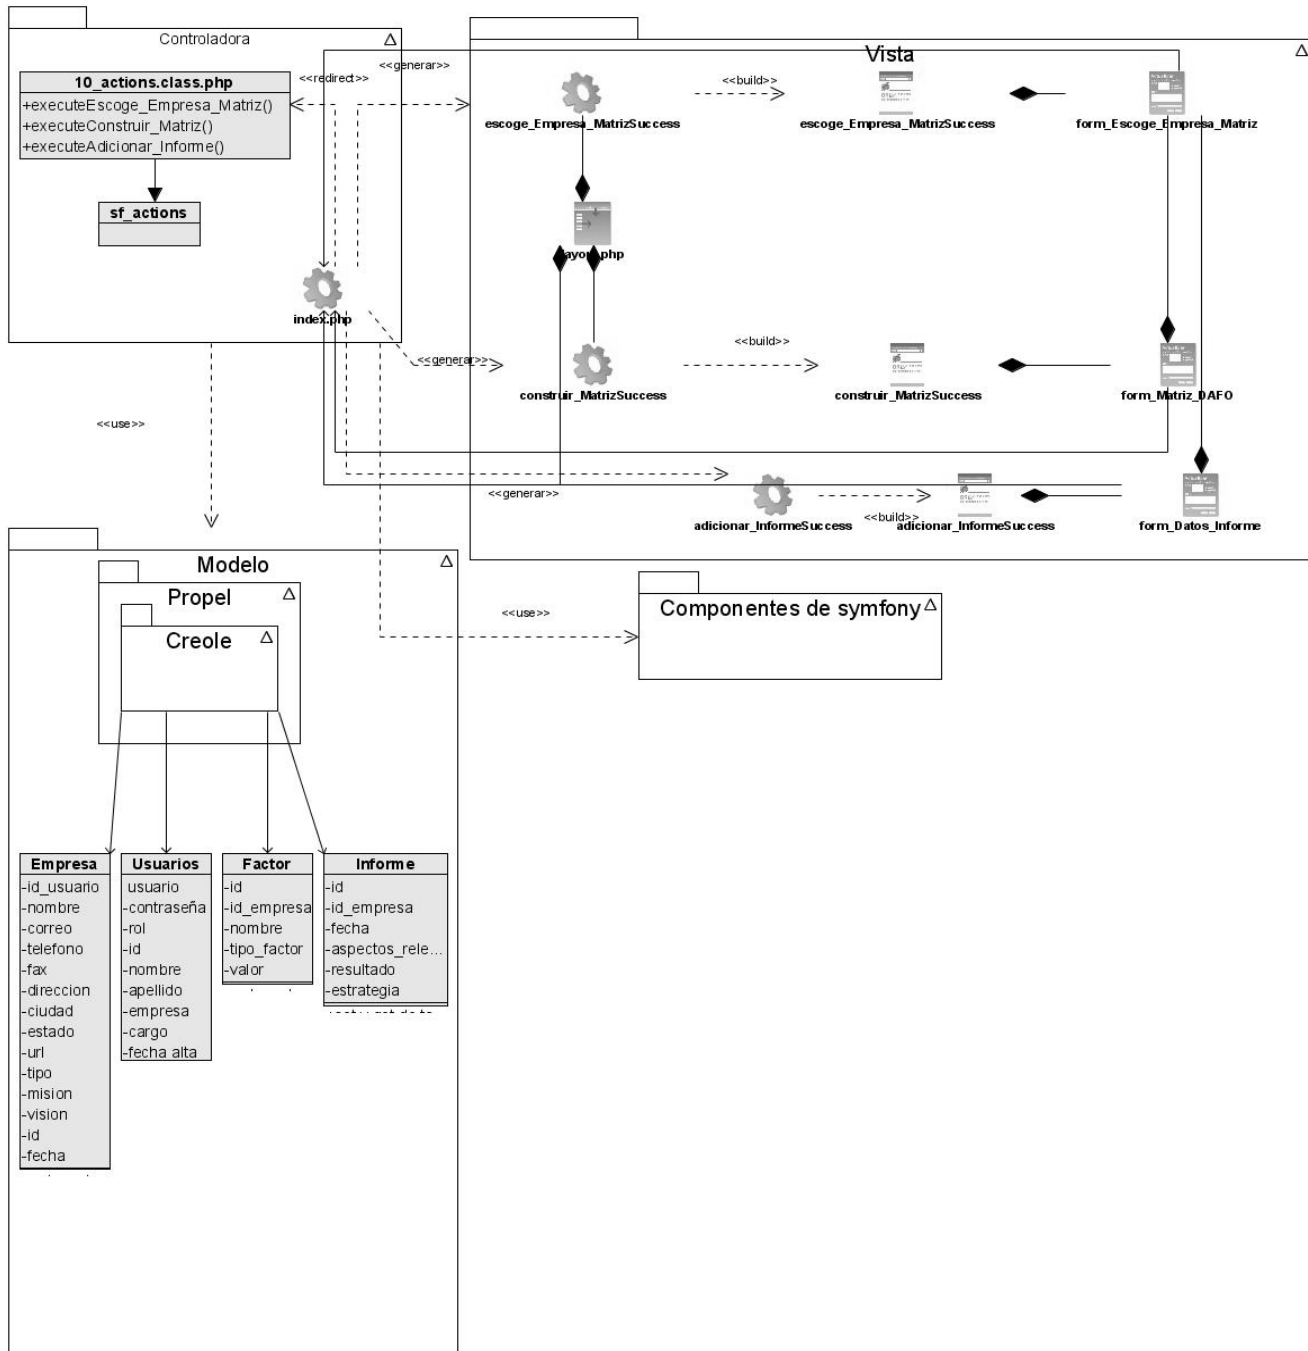 Controladora
10_actions.class.php
+executeEscoge_Empresa_Matriz()
+executeConstruir_Matriz()
+executeAdicionar_Informe()
sf_actions
index.php
<<redirect>>
<<generar>>
Vista
<<build>>
escoge_Empresa_MatrizSuccess
escoge_Empresa_MatrizSuccess
form_Escoge_Empresa_Matriz
<<generar>>
<<build>>
construir_MatrizSuccess
construir_MatrizSuccess
form_Matriz_DAFO
<<generar>>
<<build>>
adicionar_InformeSuccess
adicionar_InformeSuccess
form_Datos_Informe
<<use>>
<<use>>
Componentes de symfony
Modelo
Propel
Creole
Empresa
-id_usuario
-nombre
-correo
-telefono
-fax
-direccion
-ciudad
-estado
-url
-tipo
-mision
-vision
-id
-fecha
Usuarios
usuario
-contraseña
-rol
-id
-nombre
-apellido
-empresa
-cargo
-fecha alta
Factor
-id
-id_empresa
-nombre
-tipo_factor
-valor
Informe
-id
-id_empresa
-fecha
-aspectos_rele...
-resultado
-estrategia